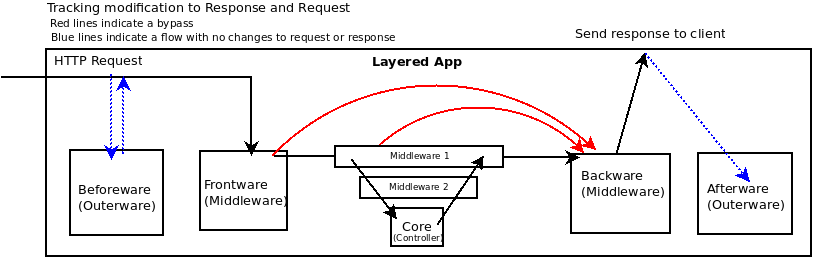 Tracking modification to Response and Request
Red lines indicate a bypass
Blue lines indicate a flow with no changes to request or response
Send response to client
HTTP Request
Layered App
Middleware 1
Middleware 2
Core
(Controller)
Beforeware
(Outerware)
Frontware
(Middleware)
Backware
(Middleware)
Afterware
(Outerware)